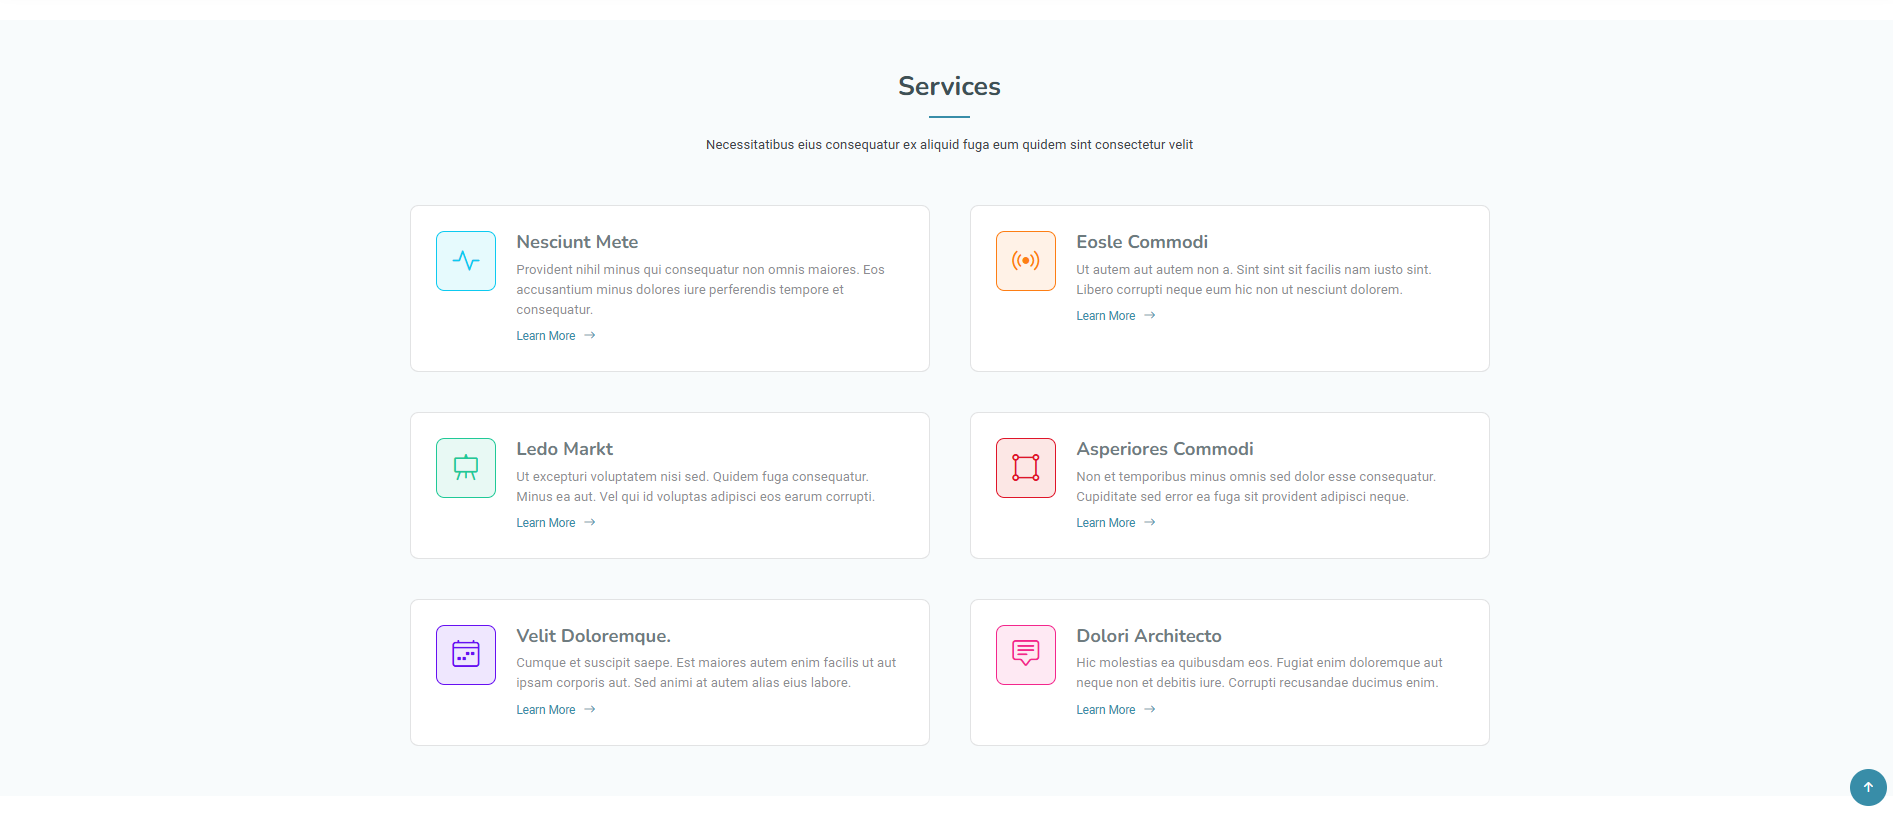 Services
Necessitatibus eius consequatur ex aliquid fuga eum quidem sint consectetur velit
Nesciunt Mete
Provident nihil minus qui consequatur non omnis maiores. Eos
accusantium minus dolores iure perferendis tempore et
consequatur.
Learn More
Eosle Commodi
Ut autem aut autem non a. Sint sint sit facilis nam iusto sint.
Libero corrupti neque eum hic non ut nesciunt dolorem.
Learn More
Ledo Markt
Ut excepturi voluptatem nisi sed. Quidem fuga consequatur.
Minus ea aut. Vel qui id voluptas adipisci eos earum corrupti.
Learn More
Asperiores Commodi
Non et temporibus minus omnis sed dolor esse consequatur.
Cupiditate sed error ea fuga sit provident adipisci neque.
Learn More
Velit Doloremque.
Cumque et suscipit saepe. Est maiores autem enim facilis ut aut
ipsam corporis aut. Sed animi at autem alias eius labore.
Learn More
Dolori Architecto
Hic molestias ea quibusdam eos. Fugiat enim doloremque aut
neque non et debitis iure. Corrupti recusandae ducimus enim.
Learn More